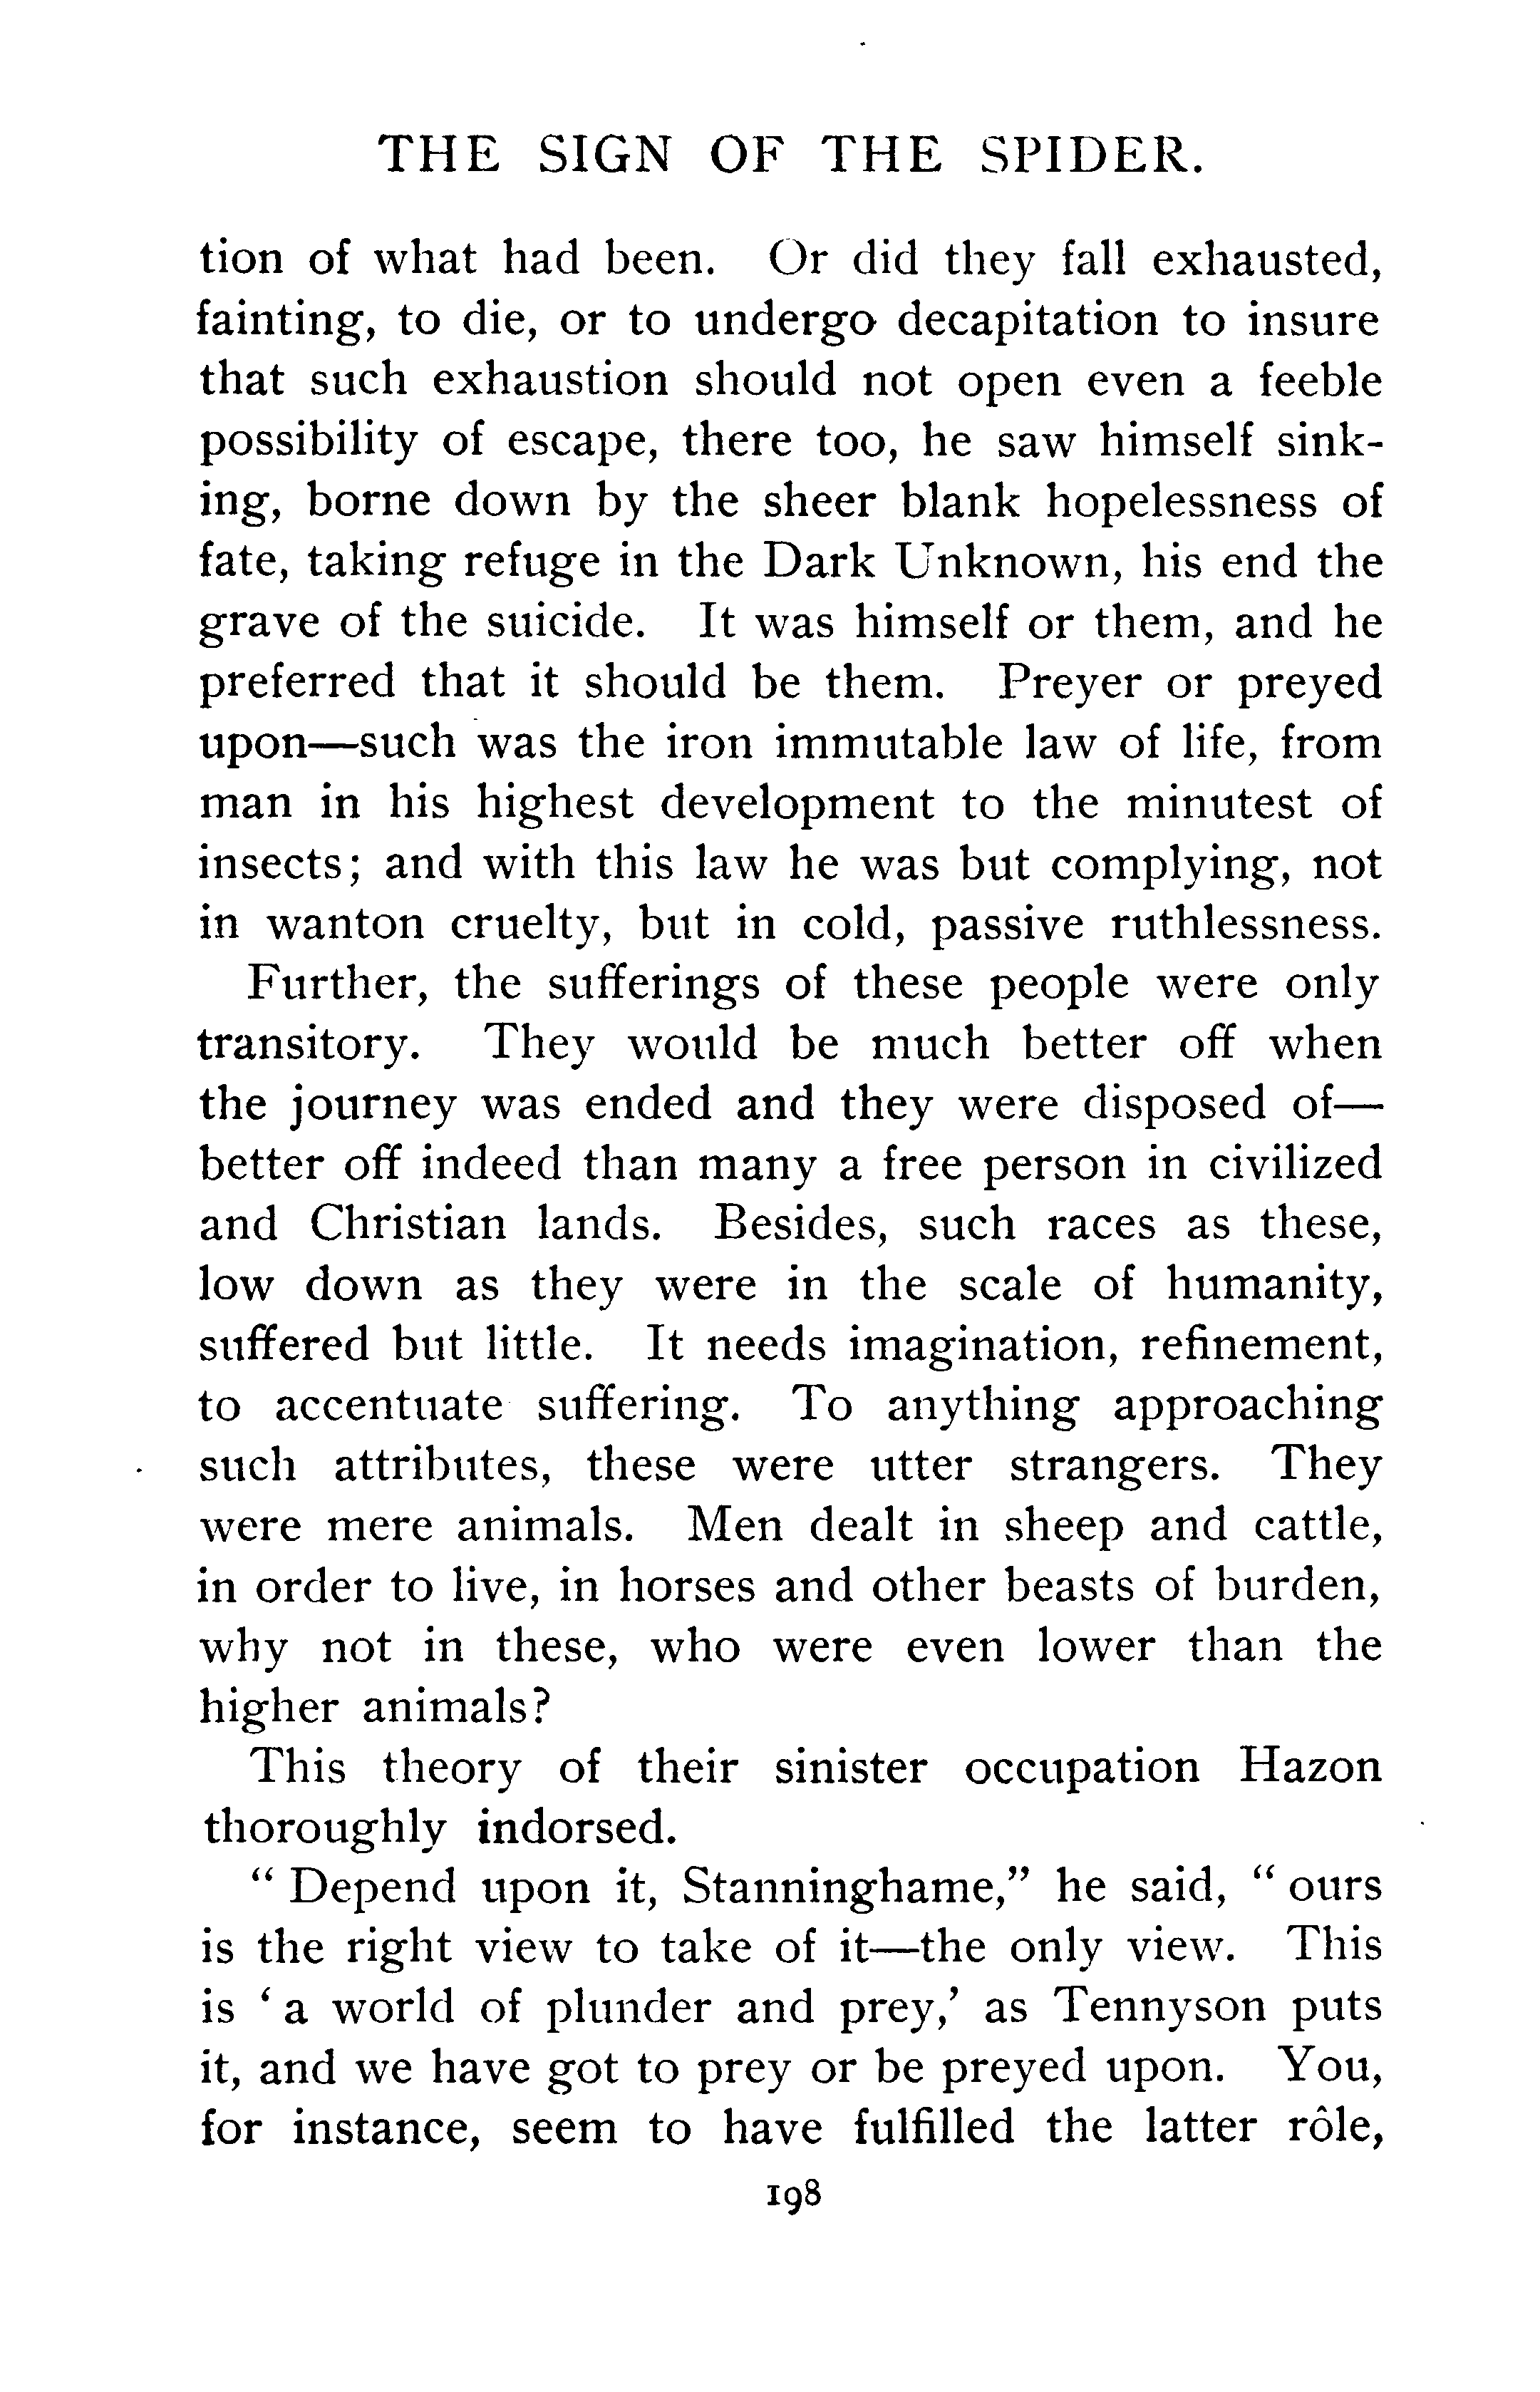 THE SIGN OF THE SPIDER.
tion of what had been. Or did they fall exhausted,
fainting, to die, or to undergo decapitation to insure
that such exhaustion should not open even a feeble
possibility of escape, there too, he saw himself sink-
ing, borne down by the sheer blank hopelessness of
fate, taking refuge in the Dark Unknown, his end the
grave of the suicide. It was himself or them, and he
preferred that it should be them. Preyer or preyed
upon—such was the iron immutable law of life, from
man in his highest development to the minutest of
insects; and with this law he was but complying, not
in wanton cruelty, but in cold, passive ruthlessness.
Further, the sufferings of these people were only
transitory. They would be much better off when
the journey was ended and they were disposed of—
better off indeed than many a free person in civilized
and Christian lands. Besides, such races as these,
low down as they were in the scale of humanity,
suffered but little. It needs imagination, refinement,
to accentuate suffering. To anything approaching
such attributes, these were utter strangers. They
were mere animals. Men dealt in sheep and cattle,
in order to live, in horses and other beasts of burden,
why not in these, who were even lower than the
higher animals?
This theory of their sinister occupation Hazon
thoroughly indorsed.
“ Depend upon it, Stanninghame,” he said, “ ours
is the right view to take of it—the only view. This
is ‘ a world of plunder and prey,’ as Tennyson puts
it, and we have got to prey or be preyed upon. You,
for instance, seem to have fulfilled the latter rôle,
198